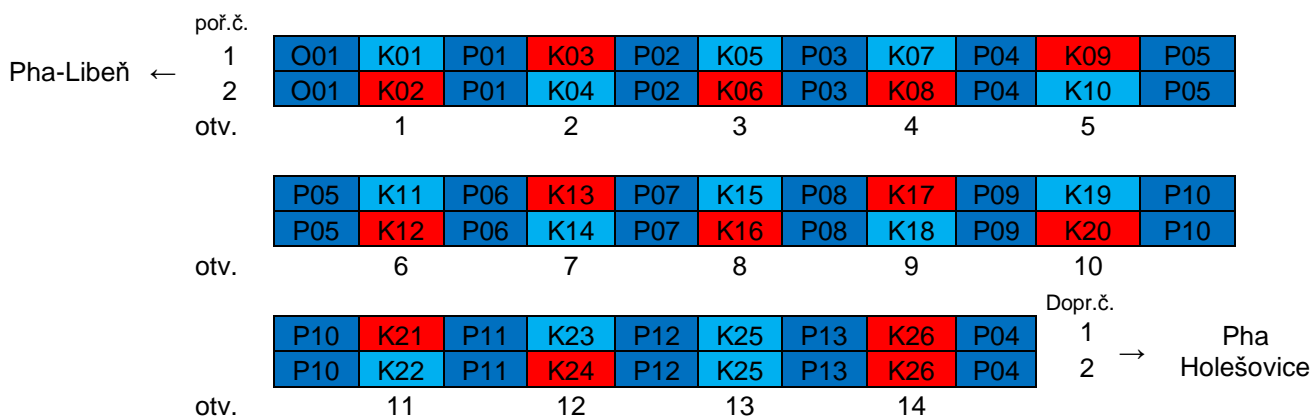 poř.č.
1 O01 K01 P01 K03 P02 K05 P03 K07 P04 K09 P05
Pha-Libeň ←
2 O01 K02 P01 K04 P02 K06 P03 K08 P04 K10 P05
otv. 1 2 3 4 5
P05 K11 P06 K13 P07 K15 P08 K17 P09 K19 P10
P05 K12 P06 K14 P07 K16 P08 K18 P09 K20 P10
otv. 6 7 8 9 10
Dopr.č.
P10 K21 P11 K23 P12 K25 P13 K26 P04 1
→ Pha
Holešovice
P10 K22 P11 K24 P12 K25 P13 K26 P04 2
otv. 11 12 13 14